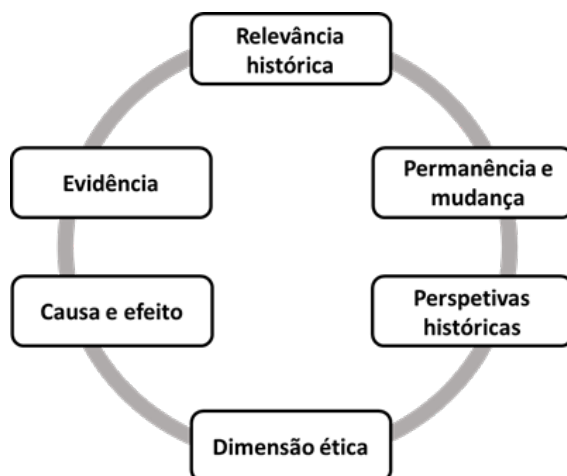 Relevância
histórica
Evidência
Permanência e
mudança
Causa e efeito
Perspetivas
históricas
Dimensão ética